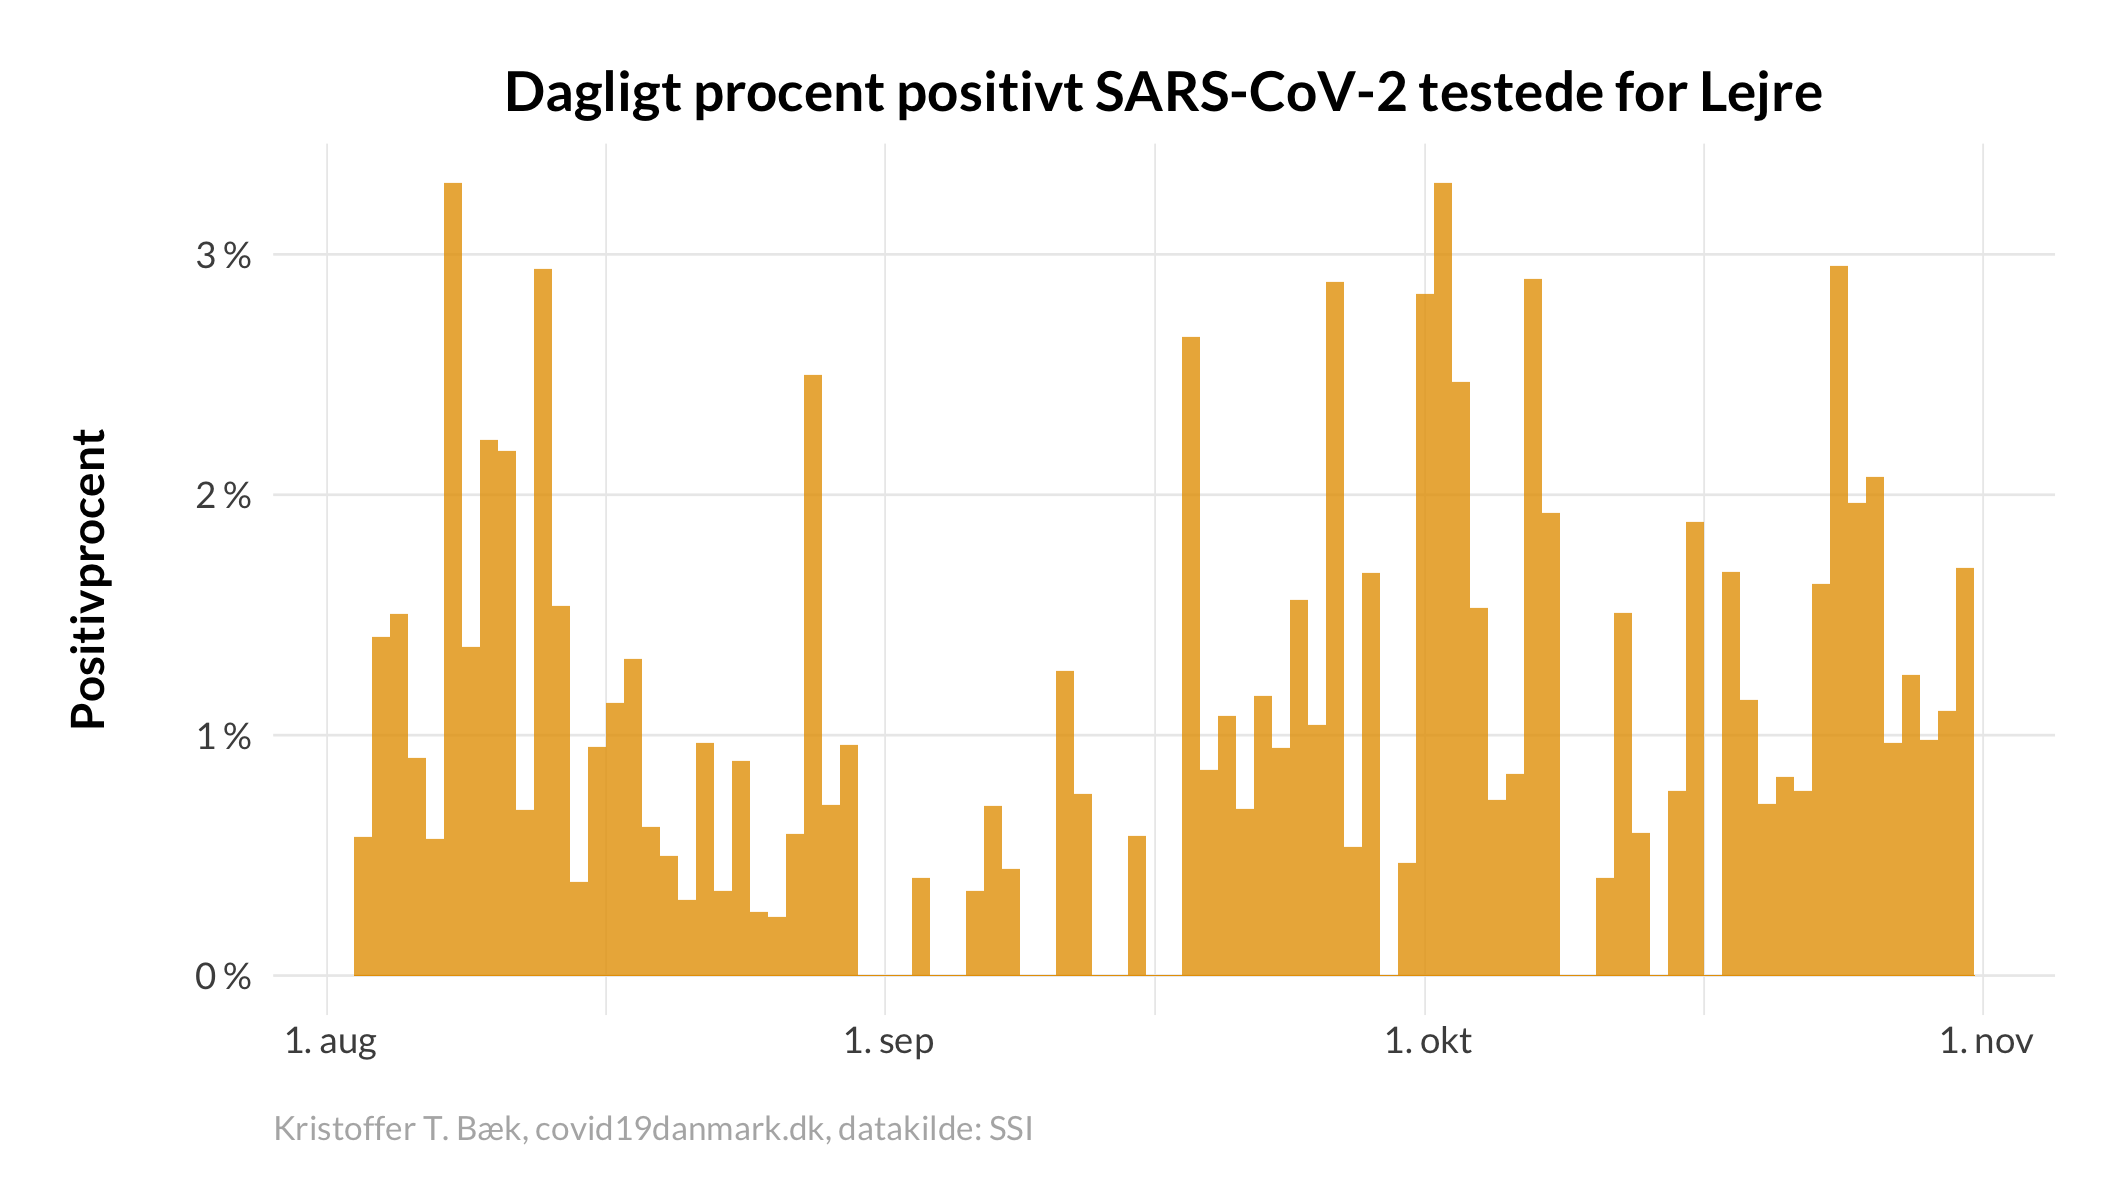 Dagligt procent positivt SARS-CoV-2 testede for Lejre
Positivprocent
3 %
2 %
1 %
0 %
1. aug
1. sep
1. okt
1. nov
Kristoffer T. Bæk, covid19danmark.dk, datakilde: SSI